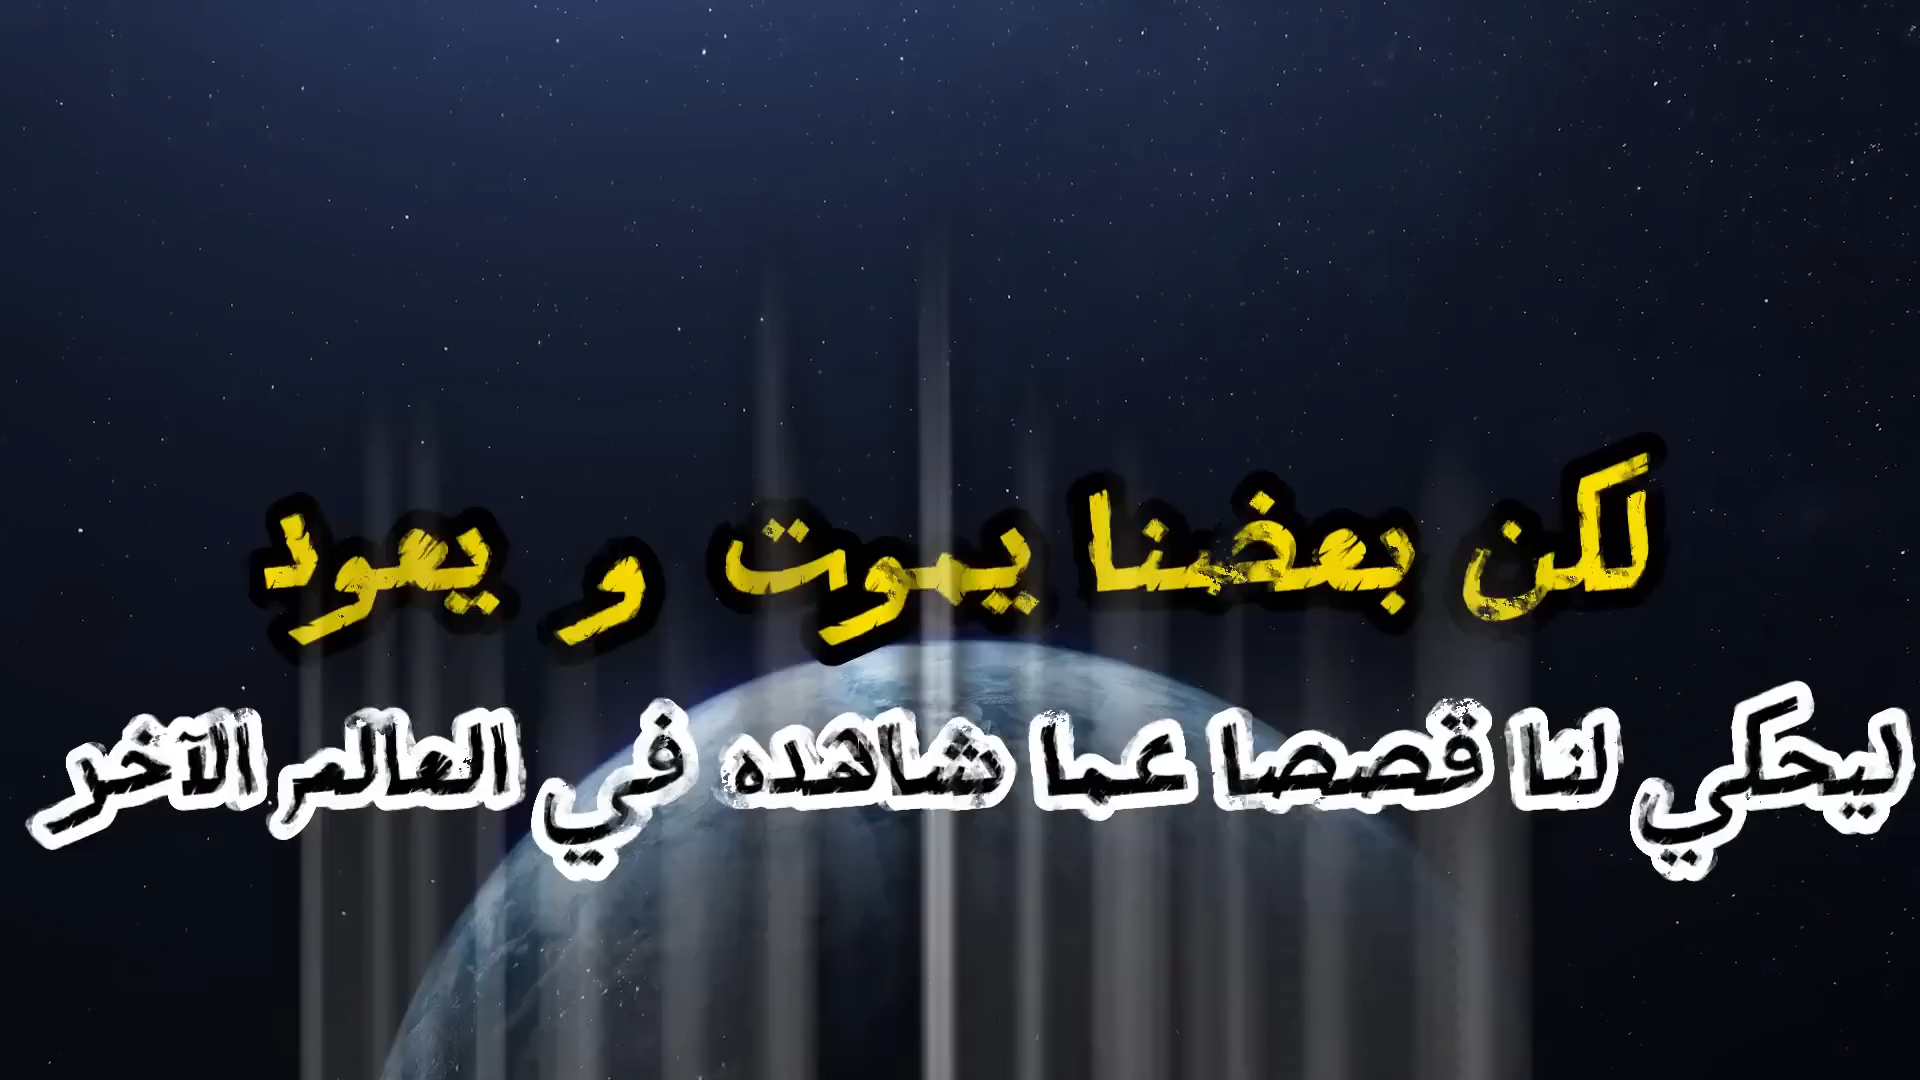 لكن بعضنا يموت و يعود
ليحكي لنا قصصا عما شاهده في العالم الآخر